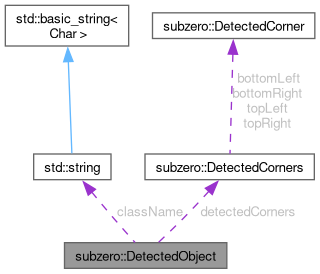 std::basic_string<
Char >
subzero::DetectedCorner
bottomLeft
bottomRight
topLeft
topRight
std::string
subzero::DetectedCorners
className
detectedCorners
subzero::DetectedObject